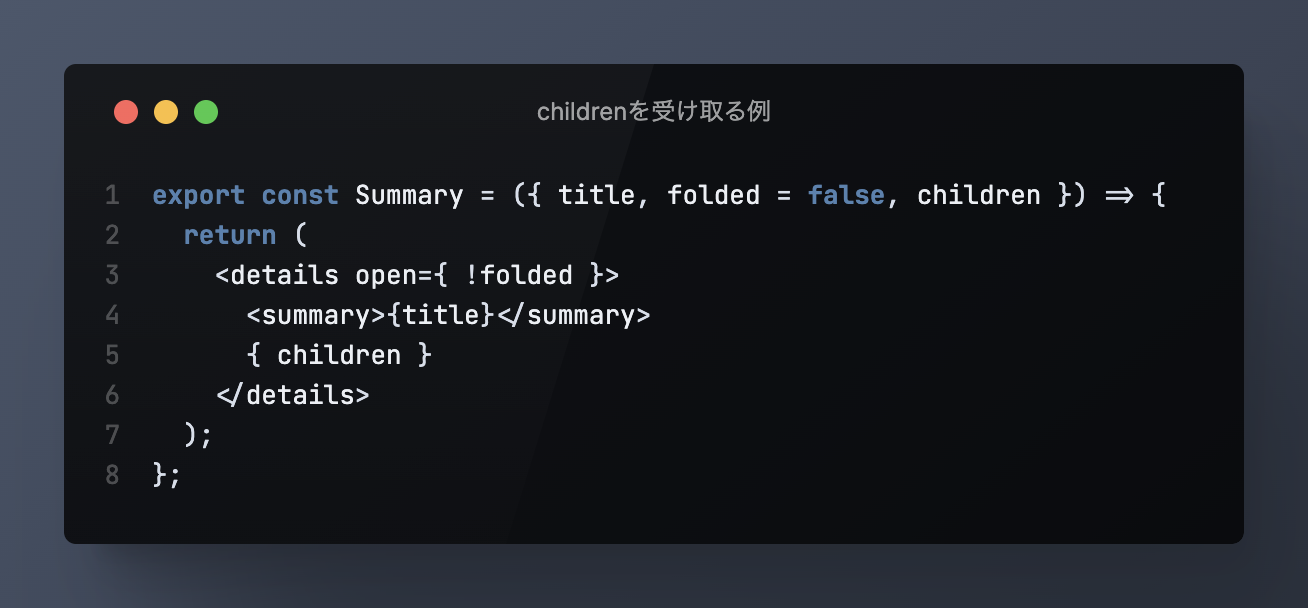 childrenを受け取る例
1 export const Summary = ({ title, folded = false, children }) => {
2   return (
3     <details open={ !folded }>
4       <summary>{title}</summary>
5       { children }
6     </details>
7   );
8 };